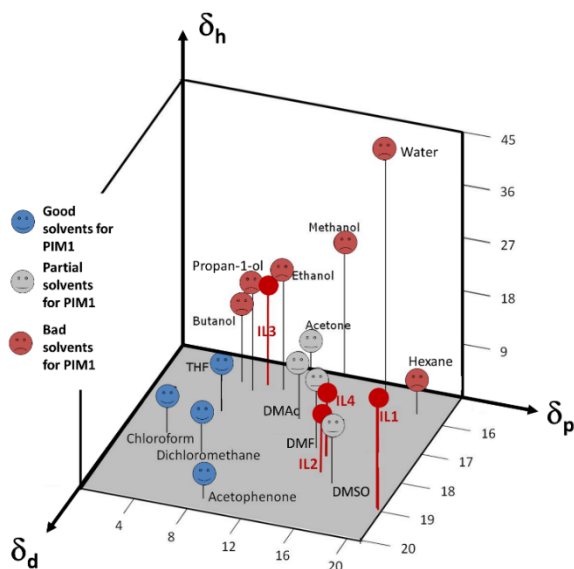 δh
45
Water
36
Good
solvents for
PIM1
Methanol
27
Partial
solvents
for PIM1
Propan-1-ol
Ethanol
18
Butanol
IL3
Acetone
Bad
solvents
for PIM1
9
THF
Hexane
DMAc
IL4
IL1
δp
16
Chloroform
DMF
17
Dichloromethane
IL2
18
Acetophenone
DMSO
19
4
8
12
16
20
20
δd